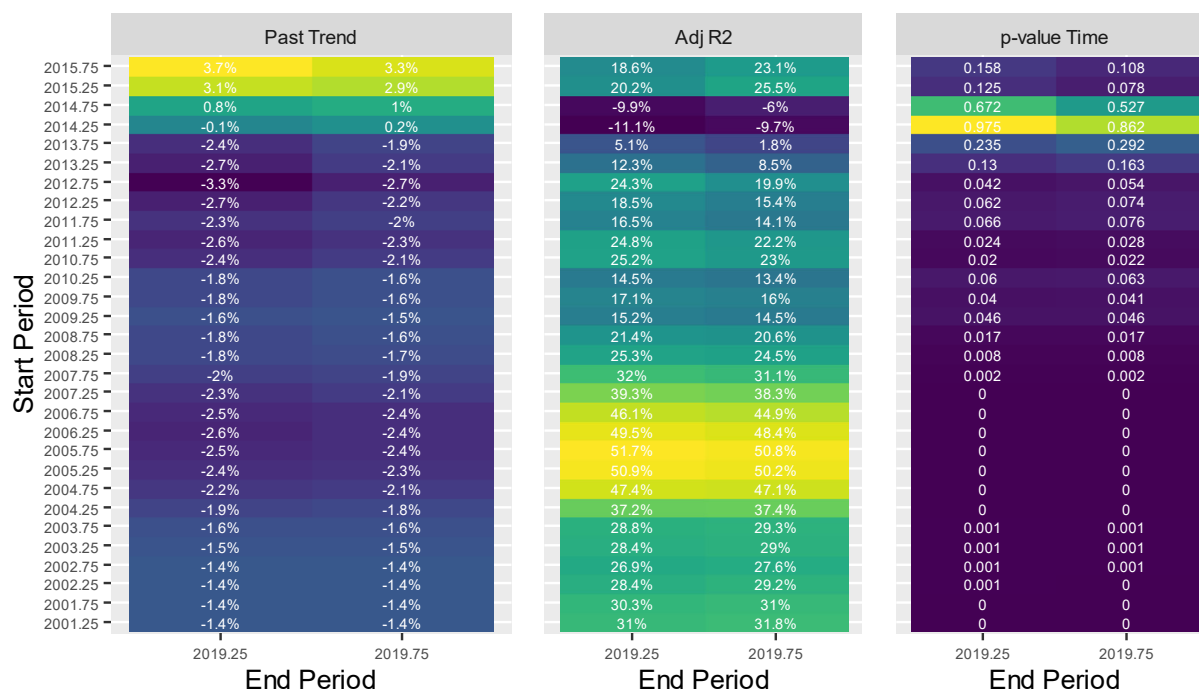 Past Trend Adj R2 p-value Time
2015.75 3.7% 3.3% 18.6% 23.1% 0.158 0.108
2015.25 3.1% 2.9% 20.2% 25.5% 0.125 0.078
2014.75 0.8% 1% -9.9% -6% 0.672 0.527
2014.25 -0.1% 0.2% -11.1% -9.7% 0.975 0.862
2013.75 -2.4% -1.9% 5.1% 1.8% 0.235 0.292
2013.25 -2.7% -2.1% 12.3% 8.5% 0.13 0.163
2012.75 -3.3% -2.7% 24.3% 19.9% 0.042 0.054
2012.25 -2.7% -2.2% 18.5% 15.4% 0.062 0.074
2011.75 -2.3% -2% 16.5% 14.1% 0.066 0.076
2011.25 -2.6% -2.3% 24.8% 22.2% 0.024 0.028
2010.75 -2.4% -2.1% 25.2% 23% 0.02 0.022
2010.25 -1.8% -1.6% 14.5% 13.4% 0.06 0.063
2009.75 -1.8% -1.6% 17.1% 16% 0.04 0.041
2009.25 -1.6% -1.5% 15.2% 14.5% 0.046 0.046
2008.75 -1.8% -1.6% 21.4% 20.6% 0.017 0.017
2008.25 -1.8% -1.7% 25.3% 24.5% 0.008 0.008
2007.75 -2% -1.9% 32% 31.1% 0.002 0.002
2007.25 -2.3% -2.1% 39.3% 38.3% 0 0
2006.75 -2.5% -2.4% 46.1% 44.9% 0 0
2006.25 -2.6% -2.4% 49.5% 48.4% 0 0
2005.75 -2.5% -2.4% 51.7% 50.8% 0 0
2005.25 -2.4% -2.3% 50.9% 50.2% 0 0
2004.75 -2.2% -2.1% 47.4% 47.1% 0 0
2004.25 -1.9% -1.8% 37.2% 37.4% 0 0
2003.75 -1.6% -1.6% 28.8% 29.3% 0.001 0.001
2003.25 -1.5% -1.5% 28.4% 29% 0.001 0.001
2002.75 -1.4% -1.4% 26.9% 27.6% 0.001 0.001
2002.25 -1.4% -1.4% 28.4% 29.2% 0.001 0
2001.75 -1.4% -1.4% 30.3% 31% 0 0
2001.25 -1.4% -1.4% 31% 31.8% 0 0
Start Period
2019.25 2019.75 2019.25 2019.75 2019.25 2019.75
End Period End Period End Period